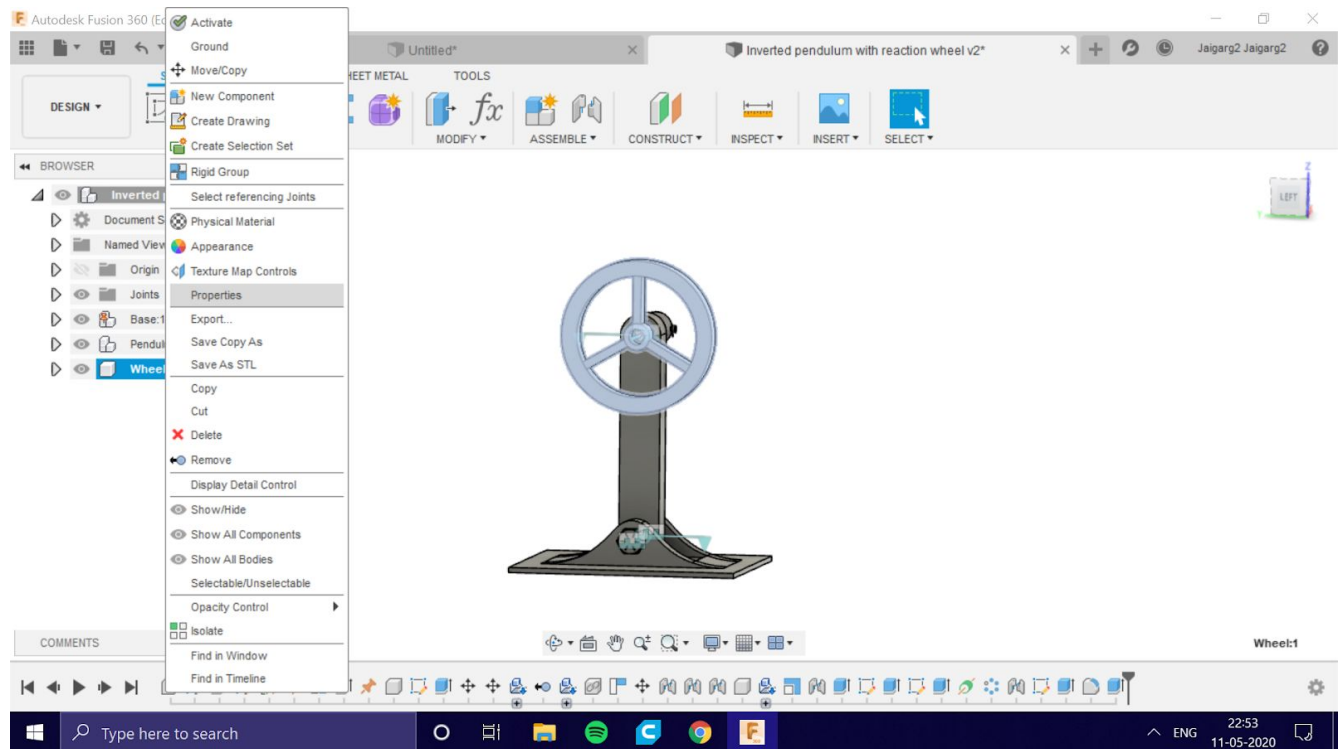 Autodesk Fusion 360 (Ed
Untitled*
Inverted pendulum with reaction wheel v2*
Jaigarg2 Jaigarg2
HEET METAL
TOOLS
DESIGN
MODIFY
ASSEMBLE
CONSTRUCT
INSPECT
INSERT
SELECT
BROWSER
Inverted
Document S
Named View
Origin
Joints
Base:1
Pendul
Wheel
Activate
Ground
Move/Copy
New Component
Create Drawing
Create Selection Set
Rigid Group
Select referencing Joints
Physical Material
Appearance
Texture Map Controls
Properties
Export...
Save Copy As
Save As STL
Copy
Cut
Delete
Remove
Display Detail Control
Show/Hide
Show All Components
Show All Bodies
Selectable/Unselectable
Opacity Control
Isolate
Find in Window
Find in Timeline
Z
LEFT
Y
COMMENTS
Wheel:1
Type here to search
ENG
22:53
11-05-2020